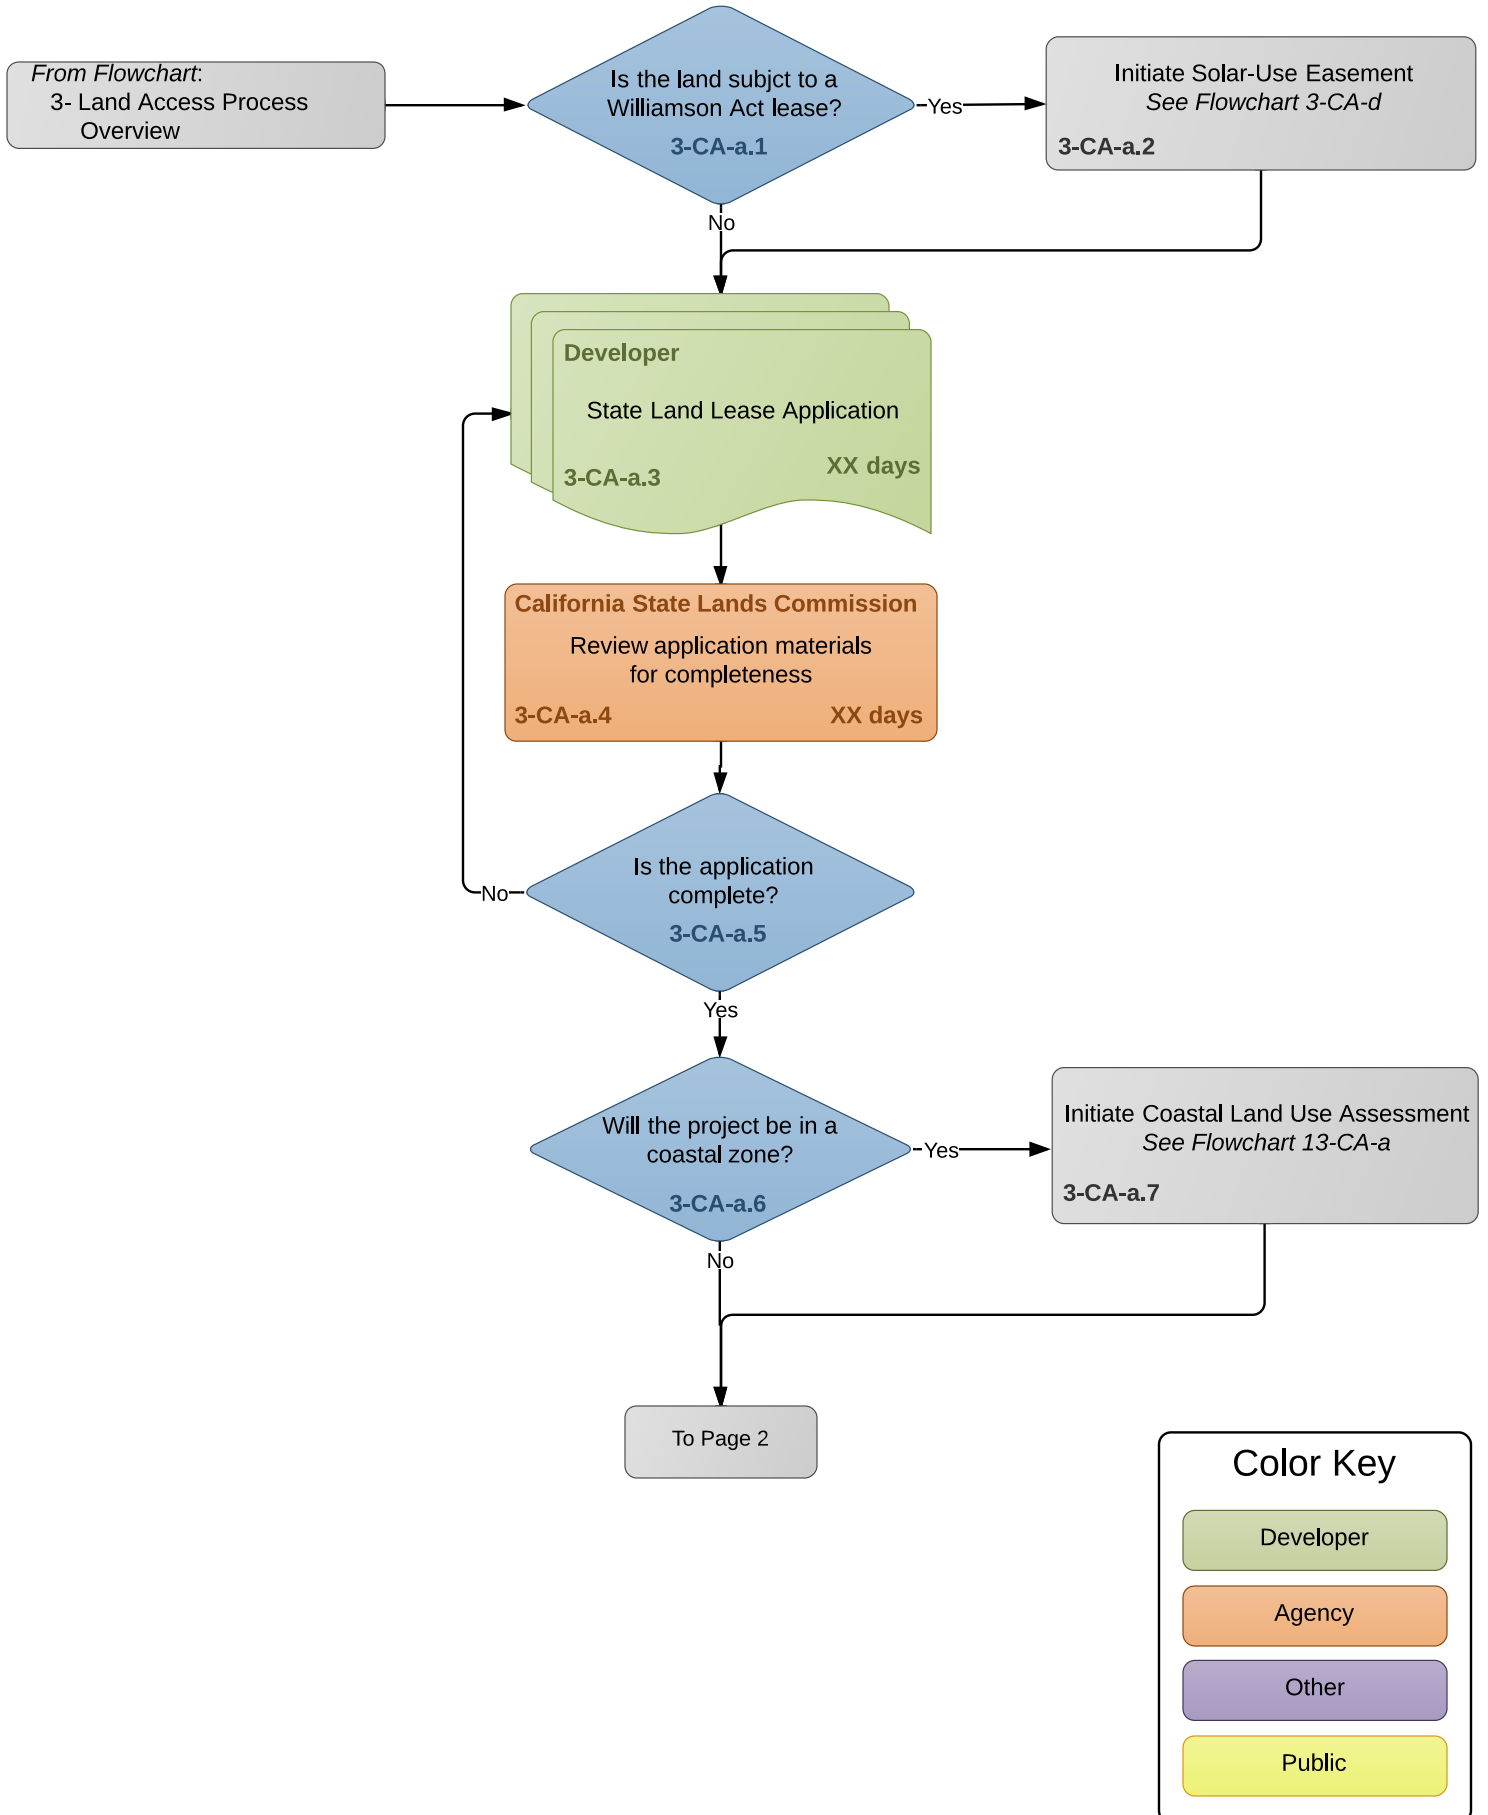 From Flowchart:
3- Land Access Process
Overview
Is the land subjct to a
Williamson Act lease?
3-CA-a.1
Yes
Initiate Solar-Use Easement
See Flowchart 3-CA-d
3-CA-a.2
No
Developer
State Land Lease Application
XX days
3-CA-a.3
California State Lands Commission
Review application materials
for completeness
3-CA-a.4 XX days
Is the application
complete?
3-CA-a.5
No
Yes
Will the project be in a
coastal zone?
3-CA-a.6
Yes
Initiate Coastal Land Use Assessment
See Flowchart 13-CA-a
3-CA-a.7
No
To Page 2
Color Key
Developer
Agency
Other
Public